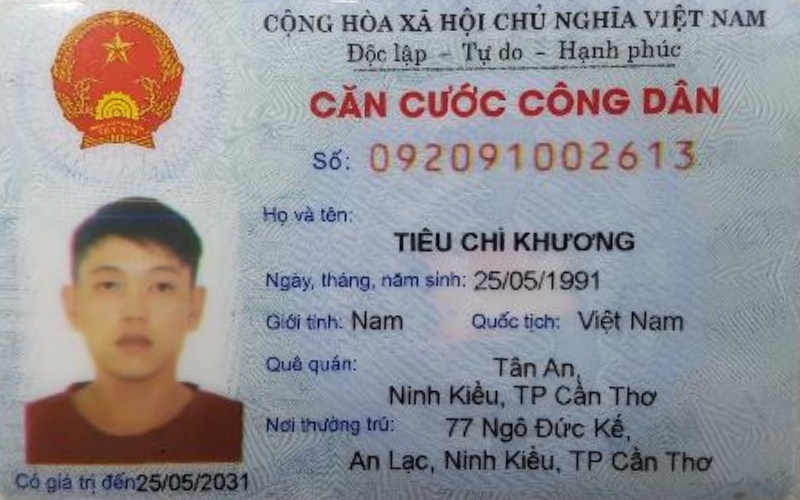 CỘNG HÒA XÃ HỘI CHỦ NGHĨA VIỆT NAM
Độc lập - Tự do - Hạnh phúc
CĂN CƯỚC CÔNG DÂN
Số: 092091002613
Họ và tên:
TIÊU CHÍ KHƯƠNG
Ngày, tháng, năm sinh: 25/05/1991
Giới tính: Nam Quốc tịch: Việt Nam
Quê quán: Tân An,
Ninh Kiều, TP Cần Thơ
Nơi thường trú: 77 Ngô Đức Kế,
An Lạc, Ninh Kiều, TP Cần Thơ
Có giá trị đến 25/05/2031